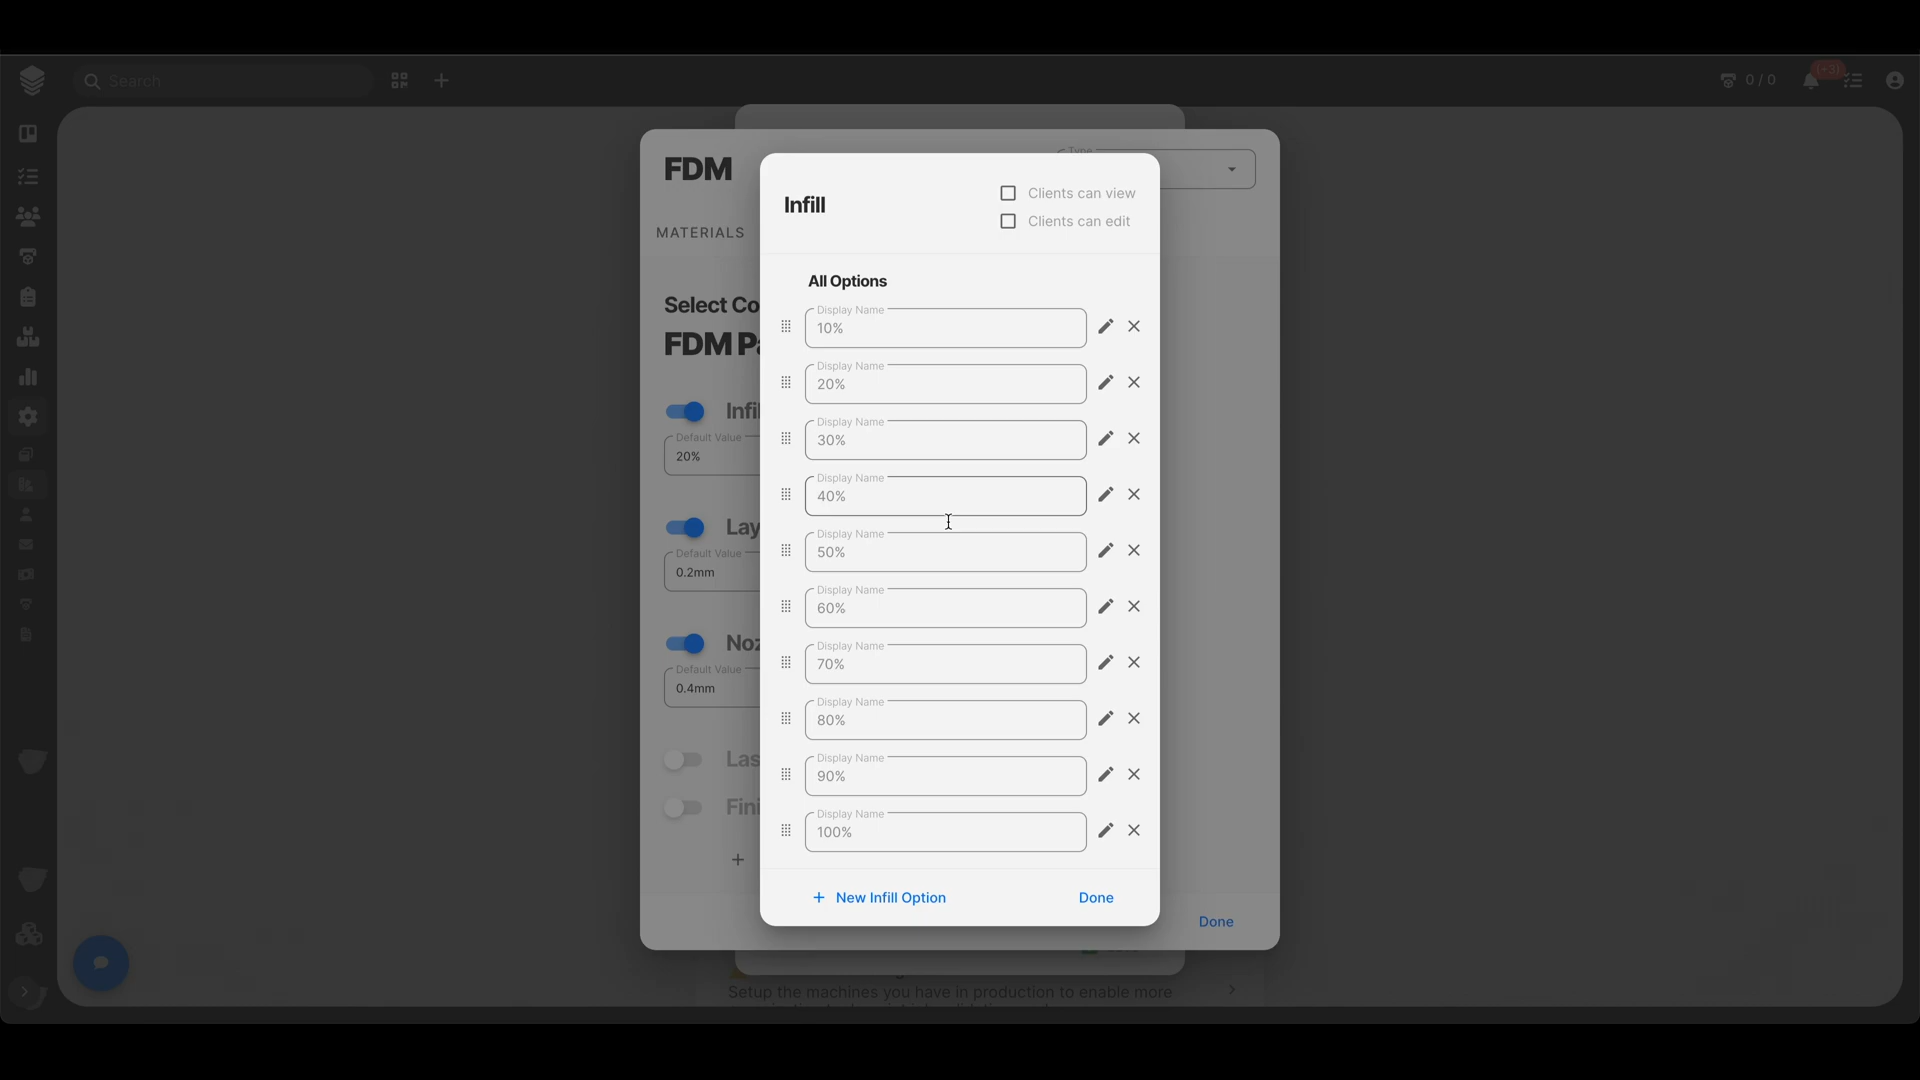 Search
0 / 0
(+3)
FDM
Type
MATERIALS
Infill
Clients can view
Clients can edit
All Options
Select Co
FDM Pa
Display Name
10%
Display Name
20%
Display Name
30%
Display Name
40%
Display Name
50%
Display Name
60%
Display Name
70%
Display Name
80%
Display Name
90%
Display Name
100%
Infil
Default Value
20%
Lay
Default Value
0.2mm
Noz
Default Value
0.4mm
Las
Fini
New Infill Option
Done
Done
Setup the machines you have in production to enable more